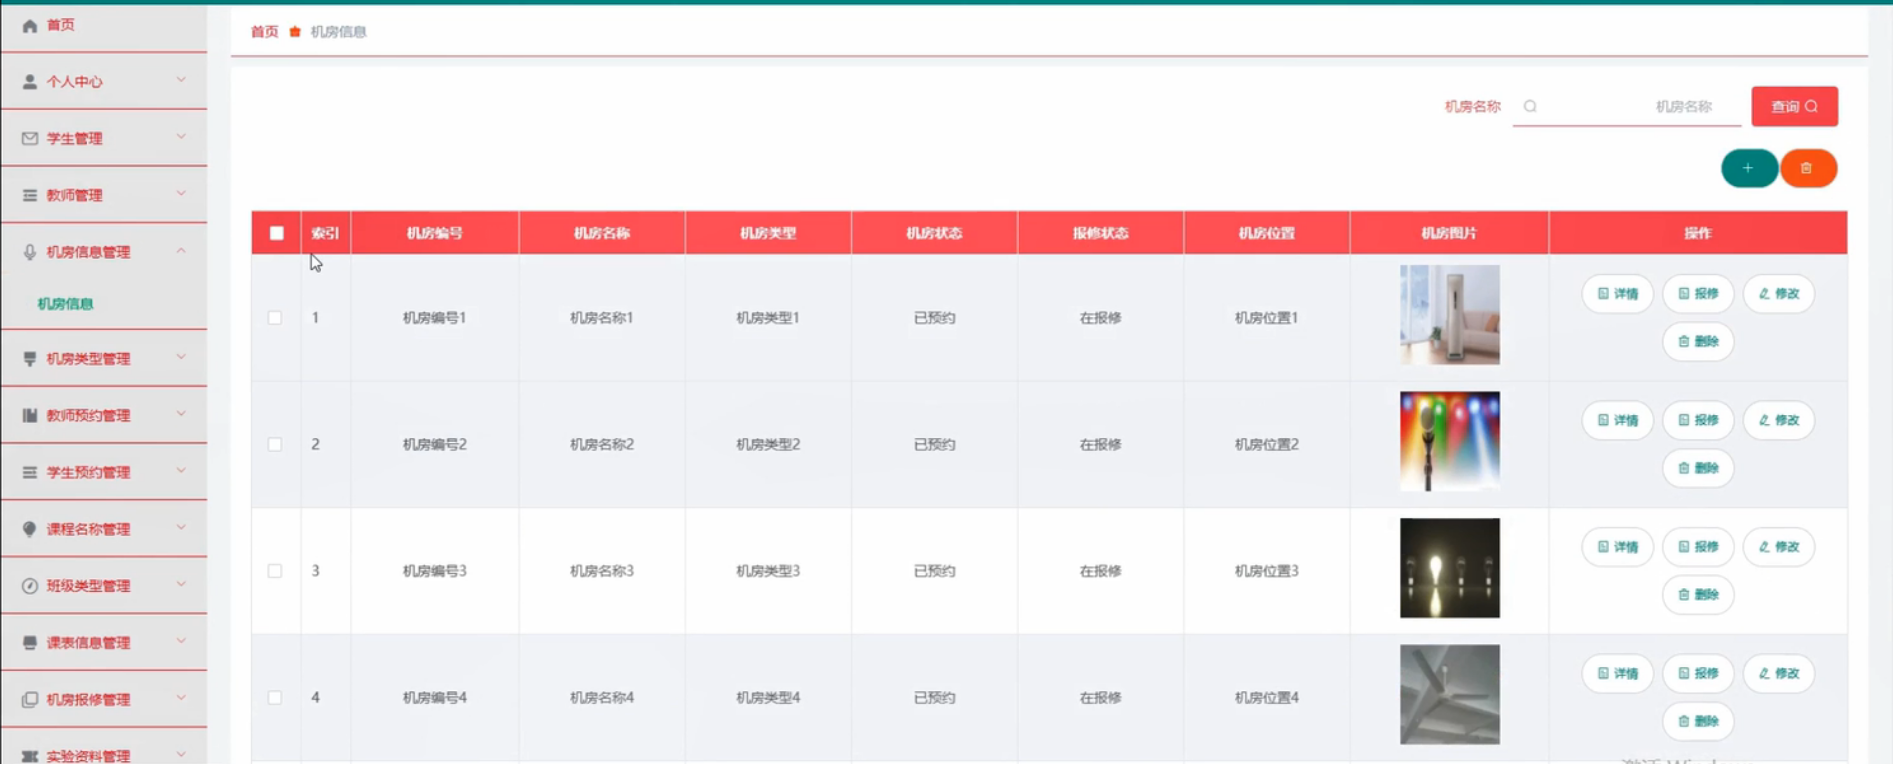 首页
个人中心
学生管理
教师管理
机房信息管理
机房信息
机房类型管理
教师预约管理
学生预约管理
课程名称管理
班级类型管理
课表信息管理
机房报修管理
实验资料管理
首页 机房信息
机房名称 机房名称 查询
+
索引 机房编号 机房名称 机房类型 机房状态 报修状态 机房位置 机房图片 操作
1 机房编号1 机房名称1 机房类型1 已预约 在报修 机房位置1 详情 报修 修改
删除
2 机房编号2 机房名称2 机房类型2 已预约 在报修 机房位置2 详情 报修 修改
删除
3 机房编号3 机房名称3 机房类型3 已预约 在报修 机房位置3 详情 报修 修改
删除
4 机房编号4 机房名称4 机房类型4 已预约 在报修 机房位置4 详情 报修 修改
删除